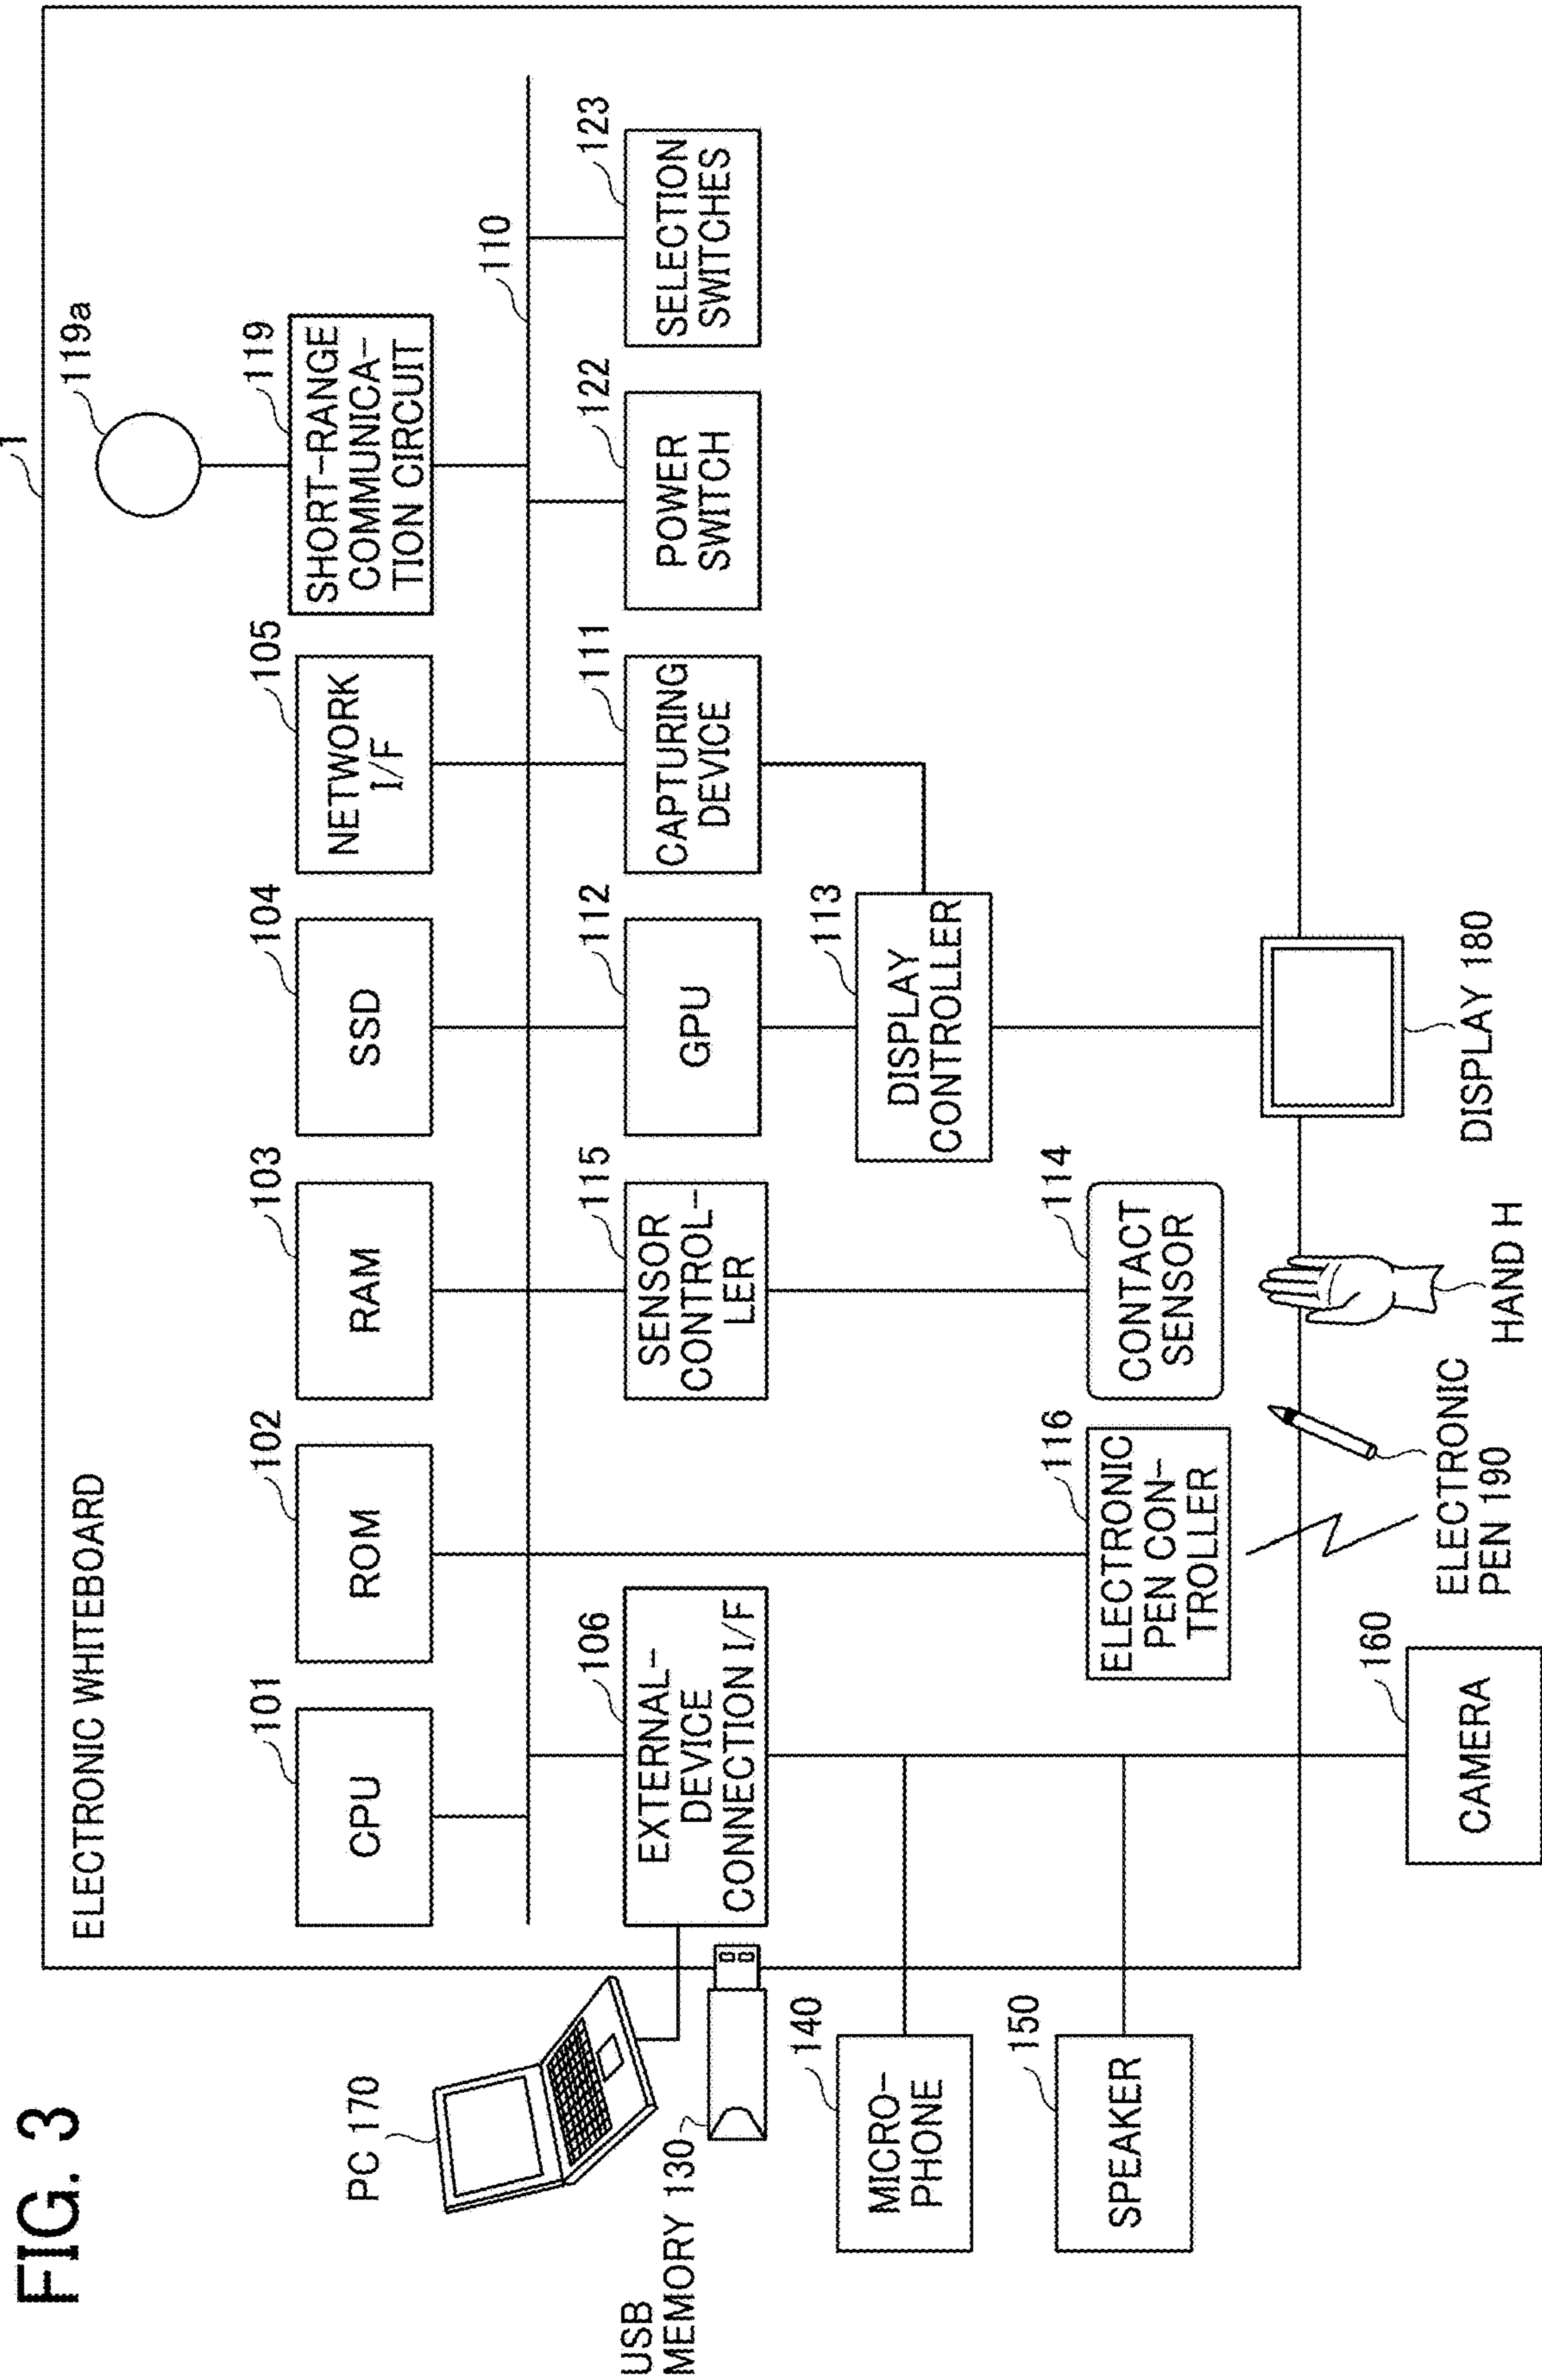 FIG. 3
1
ELECTRONIC WHITEBOARD
119a
101
CPU
102
ROM
103
RAM
104
SSD
105
NETWORK
I/F
119
SHORT-RANGE
COMMUNICA-
TION CIRCUIT
110
PC 170
USB
MEMORY 130
106
EXTERNAL-
DEVICE
CONNECTION I/F
115
SENSOR
CONTROL-
LER
112
GPU
111
CAPTURING
DEVICE
122
POWER
SWITCH
123
SELECTION
SWITCHES
140
MICRO-
PHONE
113
DISPLAY
CONTROLLER
150
SPEAKER
116
ELECTRONIC
PEN CON-
TROLLER
114
CONTACT
SENSOR
160
CAMERA
ELECTRONIC
PEN 190
HAND H
DISPLAY 180